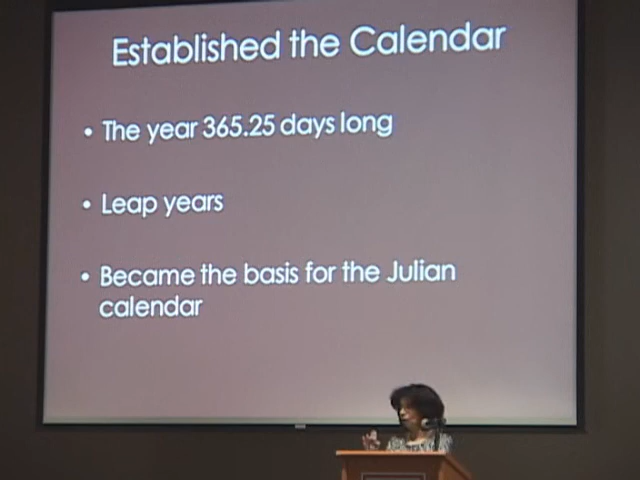 Established the Calendar
• The year 365.25 days long
• Leap years
• Became the basis for the Julian
calendar